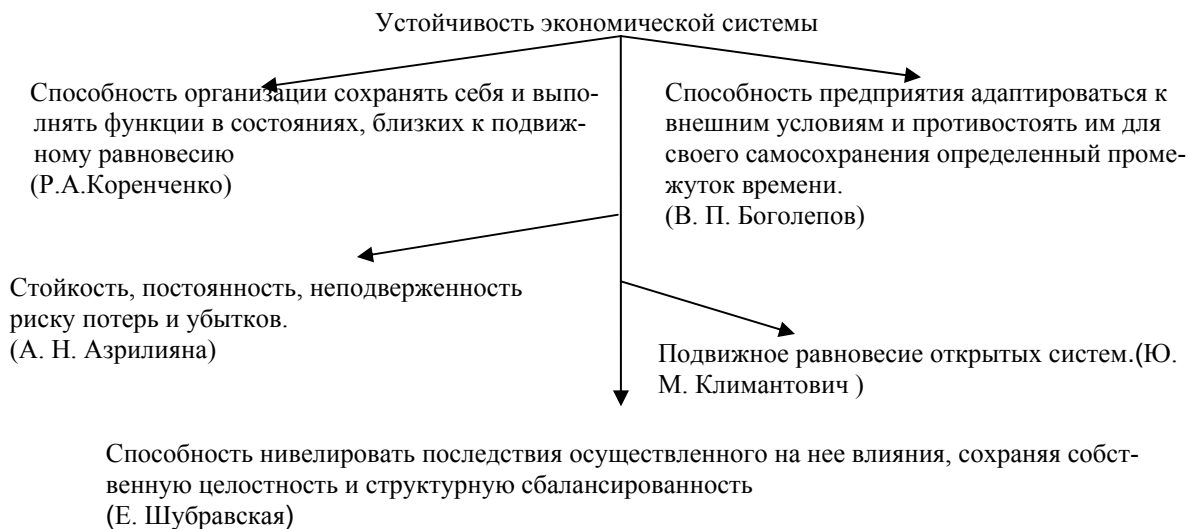 Устойчивость экономической системы
Способность организации сохранять себя и выпо-
лнять функции в состояниях, близких к подвиж-
ному равновесию
(Р.А.Коренченко)
Способность предприятия адаптироваться к
внешним условиям и противостоять им для
своего самосохранения определенный проме-
жуток времени.
(В. П. Боголепов)
Стойкость, постоянность, неподверженность
риску потерь и убытков.
(А. Н. Азрилияна)
Подвижное равновесие открытых систем.(Ю.
М. Климантович )
Способность нивелировать последствия осуществленного на нее влияния, сохраняя собст-
венную целостность и структурную сбалансированность
(Е. Шубравская)